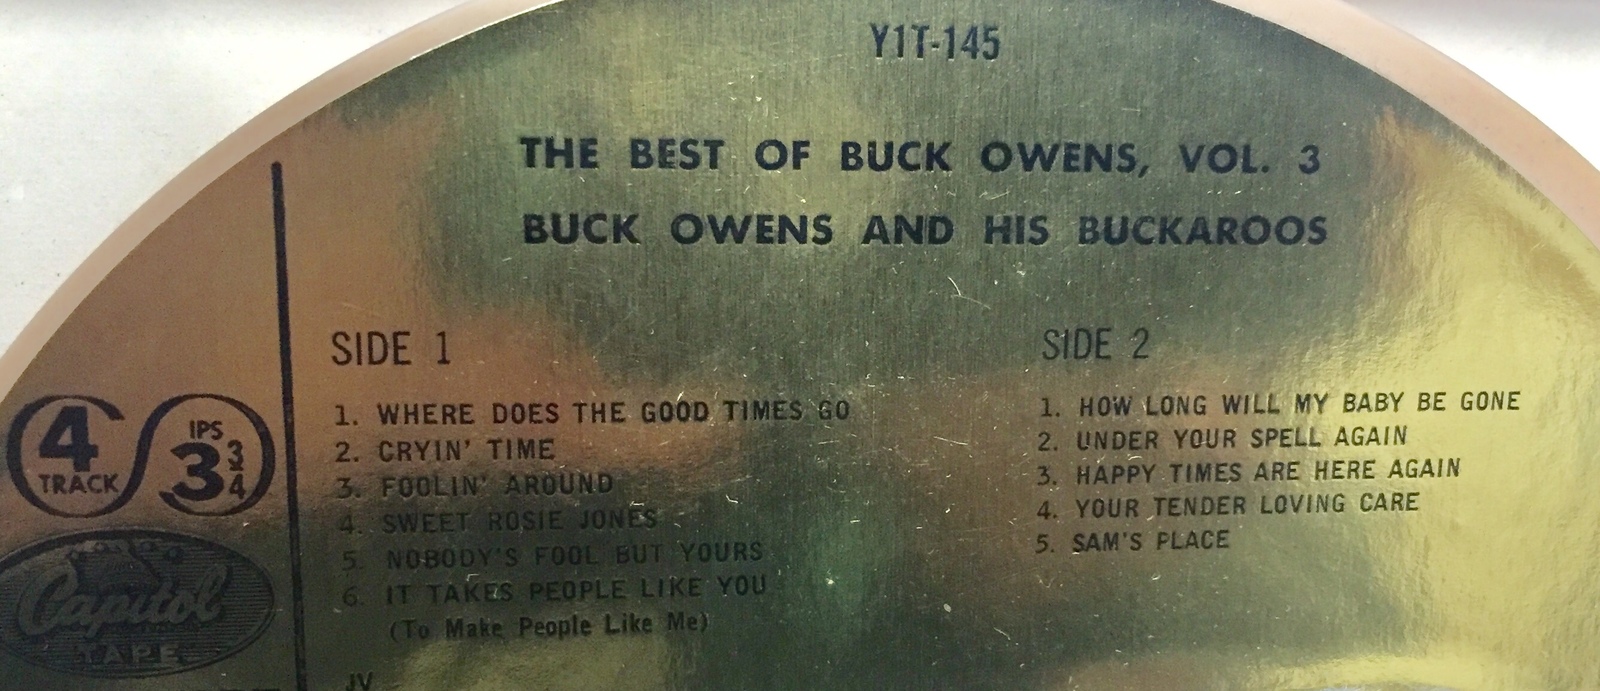 Y1T-145
THE BEST OF BUCK OWENS, VOL. 3
BUCK OWENS AND HIS BUCKAROOS
SIDE 1
1. WHERE DOES THE GOOD TIMES GO
2. CRYIN' TIME
3. FOOLIN' AROUND
4. SWEET ROSIE JONES
5. NOBODY'S FOOL BUT YOURS
6. IT TAKES PEOPLE LIKE YOU
(To Make People Like Me)
JV
SIDE 2
1. HOW LONG WILL MY BABY BE GONE
2. UNDER YOUR SPELL AGAIN
3. HAPPY TIMES ARE HERE AGAIN
4. YOUR TENDER LOVING CARE
5. SAM'S PLACE
4
TRACK
IPS
3 3/4
Capitol
TAPE